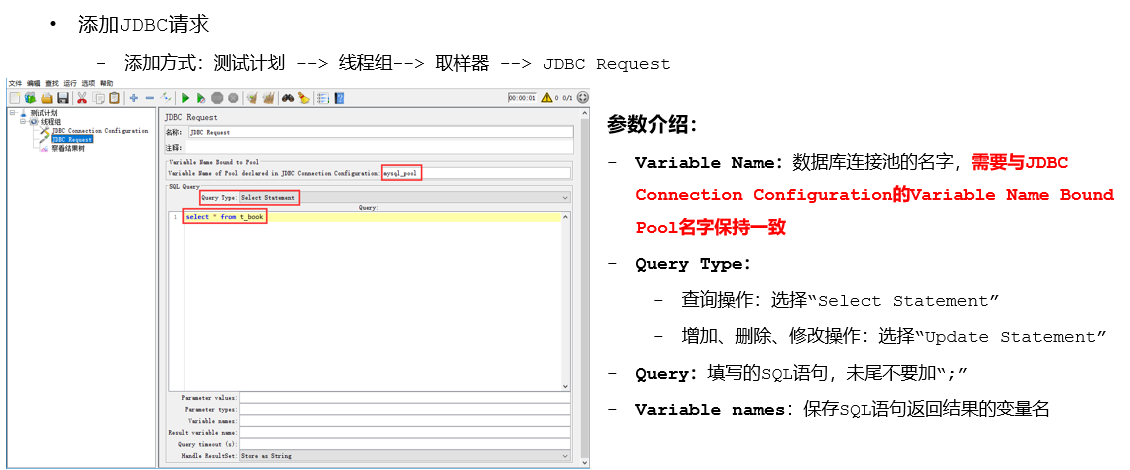 • 添加JDBC请求
– 添加方式：测试计划 --> 线程组--> 取样器 --> JDBC Request
文件 编辑 查找 运行 选项 帮助
00:00:01 0 0/1
测试计划
线程组
JDBC Connection Configuration
JDBC Request
察看结果树
JDBC Request
名称： JDBC Request
注释：
Variable Name Bound to Pool
Variable Name of Pool declared in JDBC Connection Configuration: mysql_pool
SQL Query
Query Type: Select Statement
Query:
1 select * from t_book
Parameter values:
Parameter types:
Variable names:
Result variable name:
Query timeout (s):
Handle ResultSet: Store as String
参数介绍：
– Variable Name：数据库连接池的名字，需要与JDBC
Connection Configuration的Variable Name Bound
Pool名字保持一致
– Query Type：
– 查询操作：选择“Select Statement”
– 增加、删除、修改操作：选择“Update Statement”
– Query：填写的SQL语句，未尾不要加“;”
– Variable names：保存SQL语句返回结果的变量名